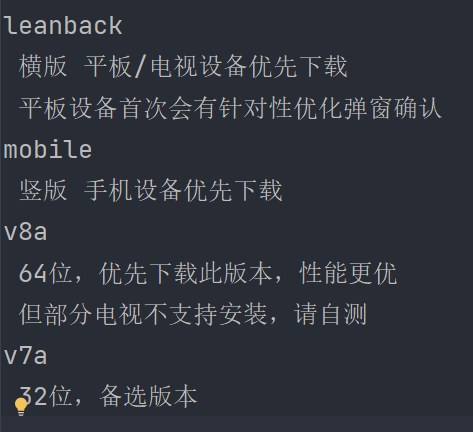 leanback
横版 平板/电视设备优先下载
平板设备首次会有针对性优化弹窗确认
mobile
竖版 手机设备优先下载
v8a
64位，优先下载此版本，性能更优
但部分电视不支持安装，请自测
v7a
32位，备选版本